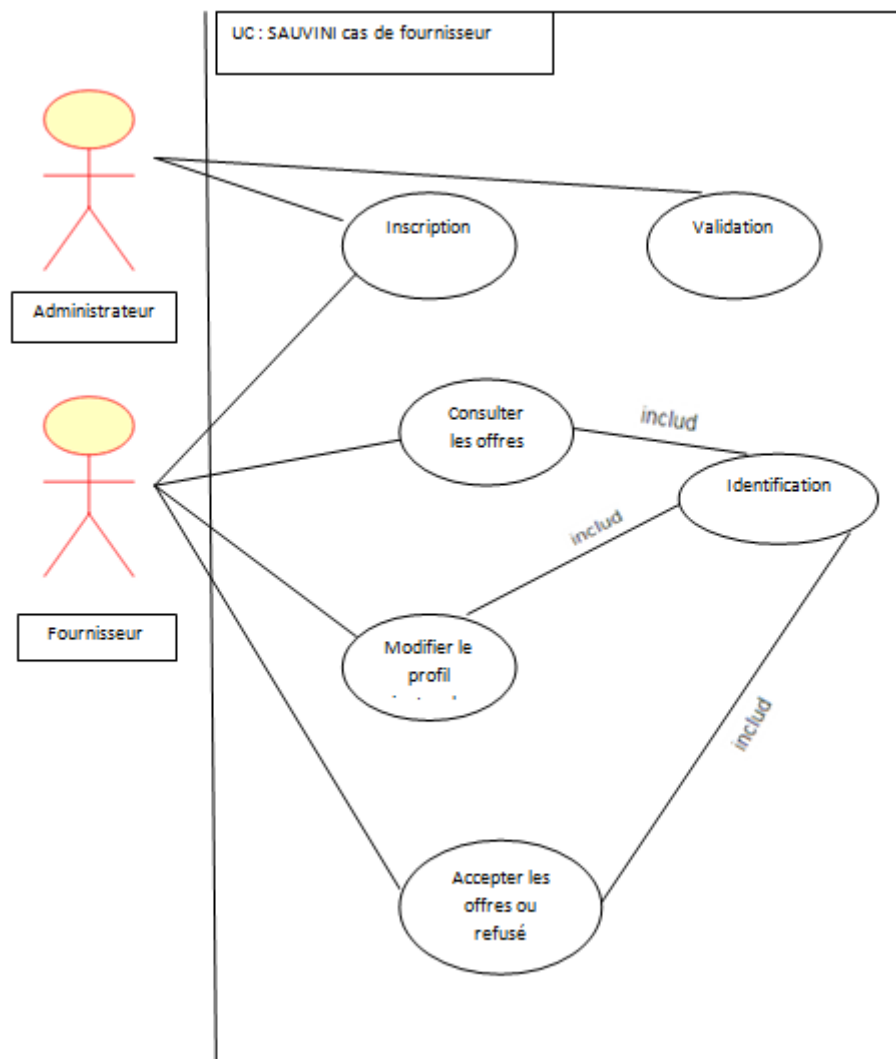 UC : SAUVINI cas de fournisseur
Inscription
Validation
Administrateur
Consulter
les offres
includ
Identification
includ
Fournisseur
Modifier le
profil
includ
Accepter les
offres ou
refusé